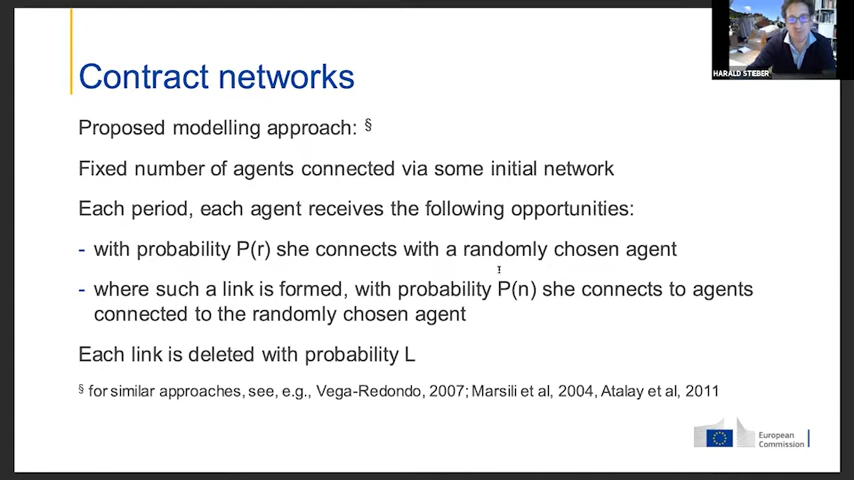 HARALD STIEBER
Contract networks
Proposed modelling approach: §
Fixed number of agents connected via some initial network
Each period, each agent receives the following opportunities:
- with probability P(r) she connects with a randomly chosen agent
- where such a link is formed, with probability P(n) she connects to agents
connected to the randomly chosen agent
Each link is deleted with probability L
§ for similar approaches, see, e.g., Vega-Redondo, 2007; Marsili et al, 2004, Atalay et al, 2011
European
Commission